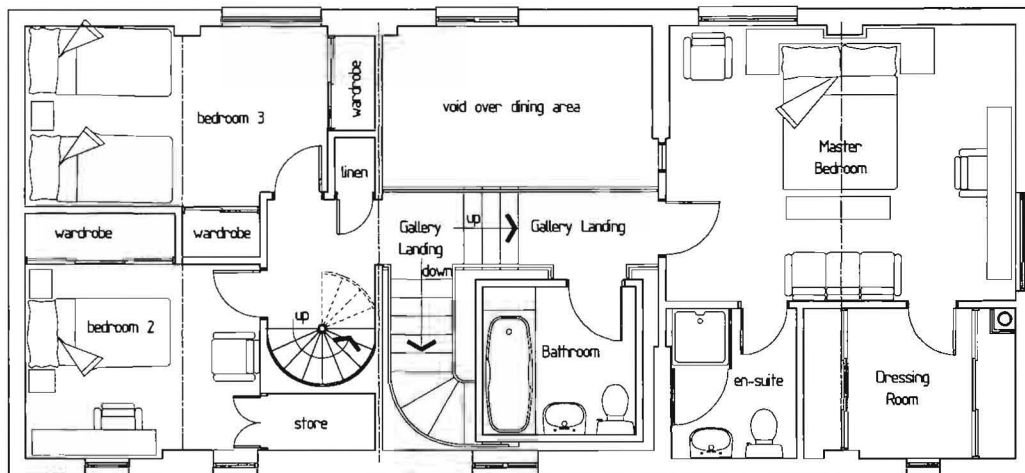 bedroom 3
wardrobe
void over dining area
Master
Bedroom
linen
wardrobe
wardrobe
Gallery
Landing
down
up
Gallery Landing
bedroom 2
up
Bathroom
en-suite
Dressing
Room
store